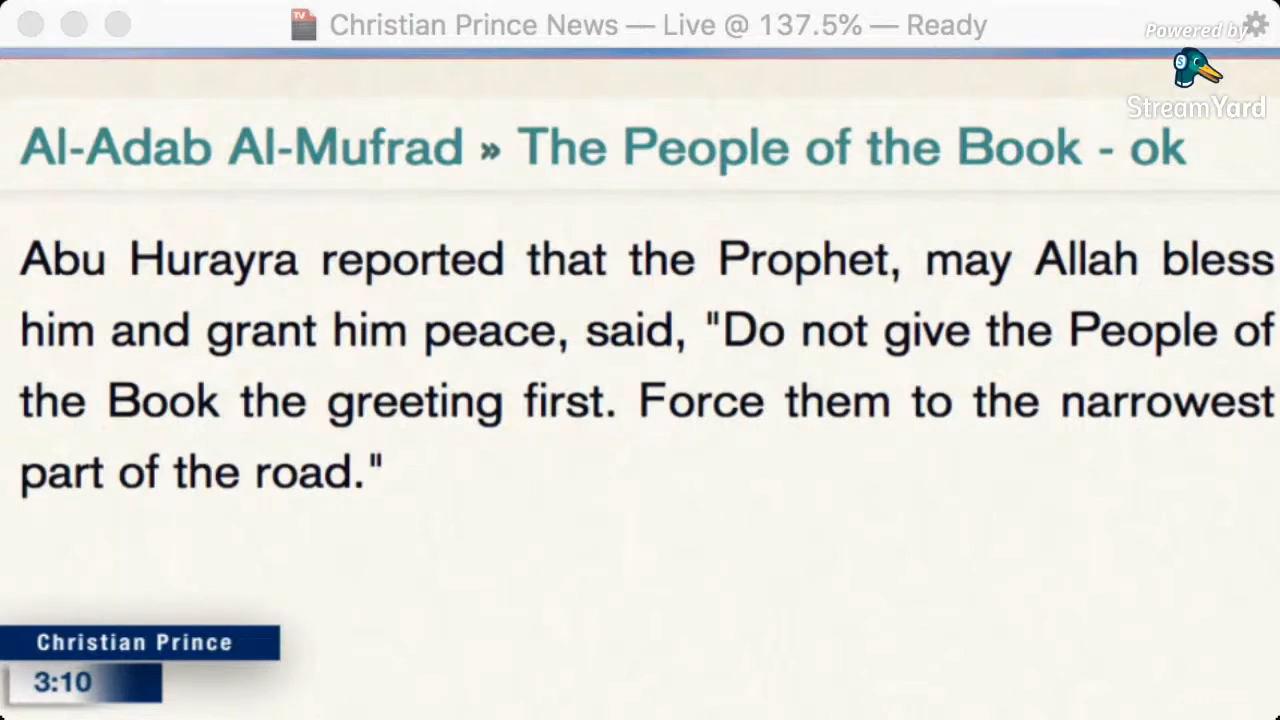 Christian Prince News — Live @ 137.5% — Ready
Powered by
StreamYard
Al-Adab Al-Mufrad » The People of the Book - ok
Abu Hurayra reported that the Prophet, may Allah bless
him and grant him peace, said, "Do not give the People of
the Book the greeting first. Force them to the narrowest
part of the road."
Christian Prince
3:10